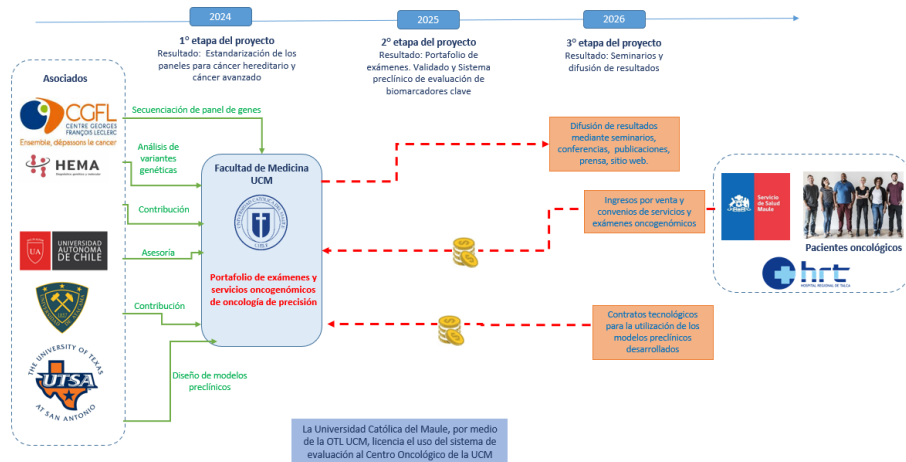 2024
2025
2026
1° etapa del proyecto
Resultado: Estandarización de los
paneles para cáncer hereditario y
cáncer avanzado
2° etapa del proyecto
Resultado: Portafolio de
exámenes. Validado y Sistema
preclínico de evaluación de
biomarcadores clave
3° etapa del proyecto
Resultado: Seminarios y
difusión de resultados
Asociados
CGFL
CENTRE GEORGES
FRANÇOIS LECLERC
Ensemble, dépassons le cancer
HEMA
UA
UNIVERSIDAD
AUTÓNOMA
DE CHILE
THE UNIVERSITY OF TEXAS
UTSA
AT SAN ANTONIO
Secuenciación de panel de genes
Análisis de
variantes
genéticas
Contribución
Asesoría
Contribución
Diseño de modelos
preclínicos
Facultad de Medicina
UCM
Portafolio de exámenes y
servicios oncogenómicos
de oncología de precisión
Difusión de resultados
mediante seminarios,
conferencias, publicaciones,
prensa, sitio web.
Ingresos por venta y
convenios de servicios y
exámenes oncogenómicos
Contratos tecnológicos
para la utilización de los
modelos preclínicos
desarrollados
Servicio
de Salud
Maule
Pacientes oncológicos
hrt
HOSPITAL REGIONAL DE TALCA
La Universidad Católica del Maule, por medio
de la OTL UCM, licencia el uso del sistema de
evaluación al Centro Oncológico de la UCM